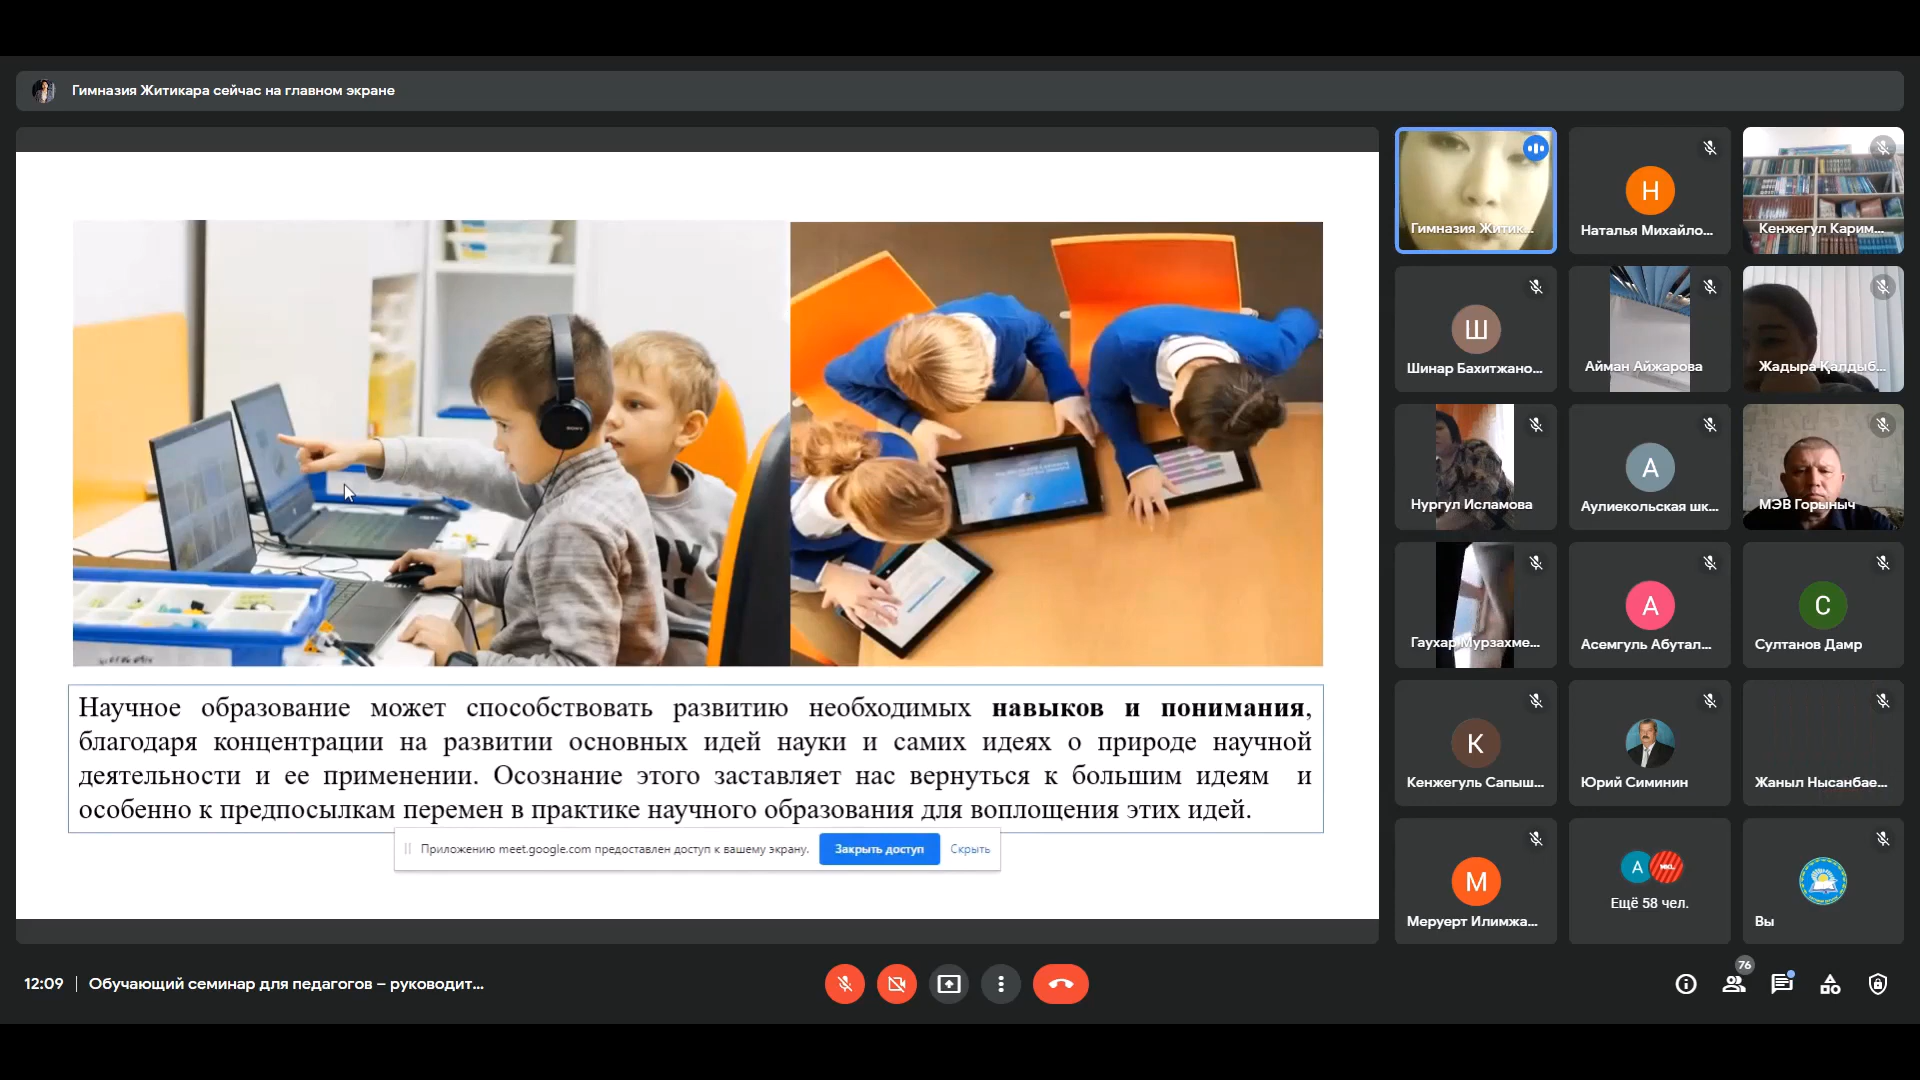 Гимназия Житикара сейчас на главном экране
Научное образование может способствовать развитию необходимых навыков и понимания,
благодаря концентрации на развитии основных идей науки и самих идеях о природе научной
деятельности и ее применении. Осознание этого заставляет нас вернуться к большим идеям и
особенно к предпосылкам перемен в практике научного образования для воплощения этих идей.
Приложению meet.google.com предоставлен доступ к вашему экрану.
Закрыть доступ
Скрыть
Гимназия Житик...
Н
Наталья Михайло...
Кенжегул Карим...
Ш
Шинар Бахитжано...
Айман Айжарова
Жадыра Қалдыб...
Нургул Исламова
А
Аулиекольская шк...
МЭВ Горыныч
Гаухар Мурзахме...
А
Асемгуль Абутал...
С
Султанов Дамр
К
Кенжегуль Сапыш...
Юрий Симинин
Жаныл Нысанбае...
М
Меруерт Илимжа...
А
Ещё 58 чел.
Вы
12:09
Обучающий семинар для педагогов – руководит...
76